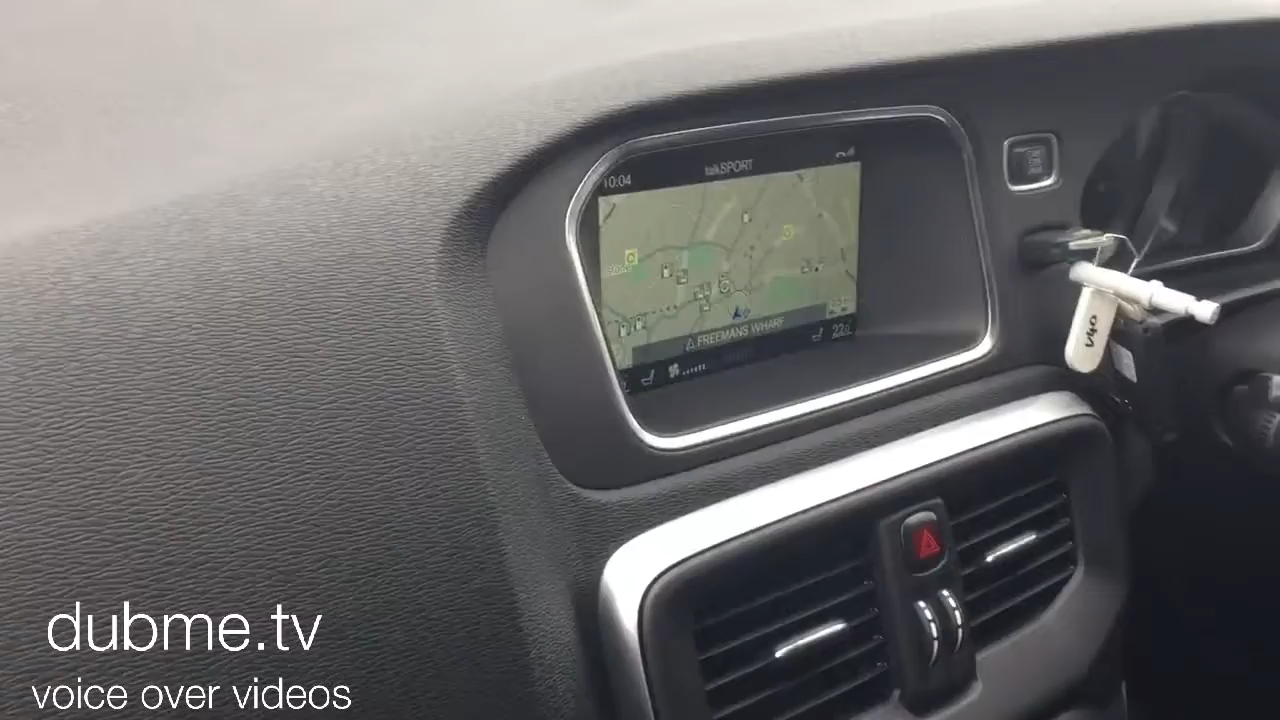 10:04
talkSPORT
FREEMANS WHARF
22°
V40
dubme.tv
voice over videos